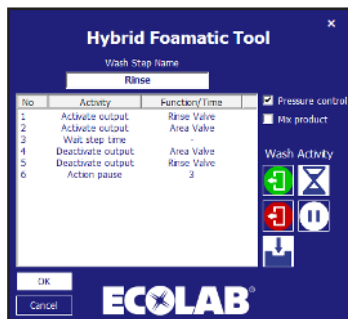 ×
Hybrid Foamatic Tool
Wash Step Name
Rinse
No Activity Function/Time
1 Activate output Rinse Valve
2 Activate output Area Valve
3 Wait step time -
4 Deactivate output Area Valve
5 Deactivate output Rinse Valve
6 Action pause 3
Pressure control
Mix product
Wash Activity
OK
Cancel
ECOLAB®